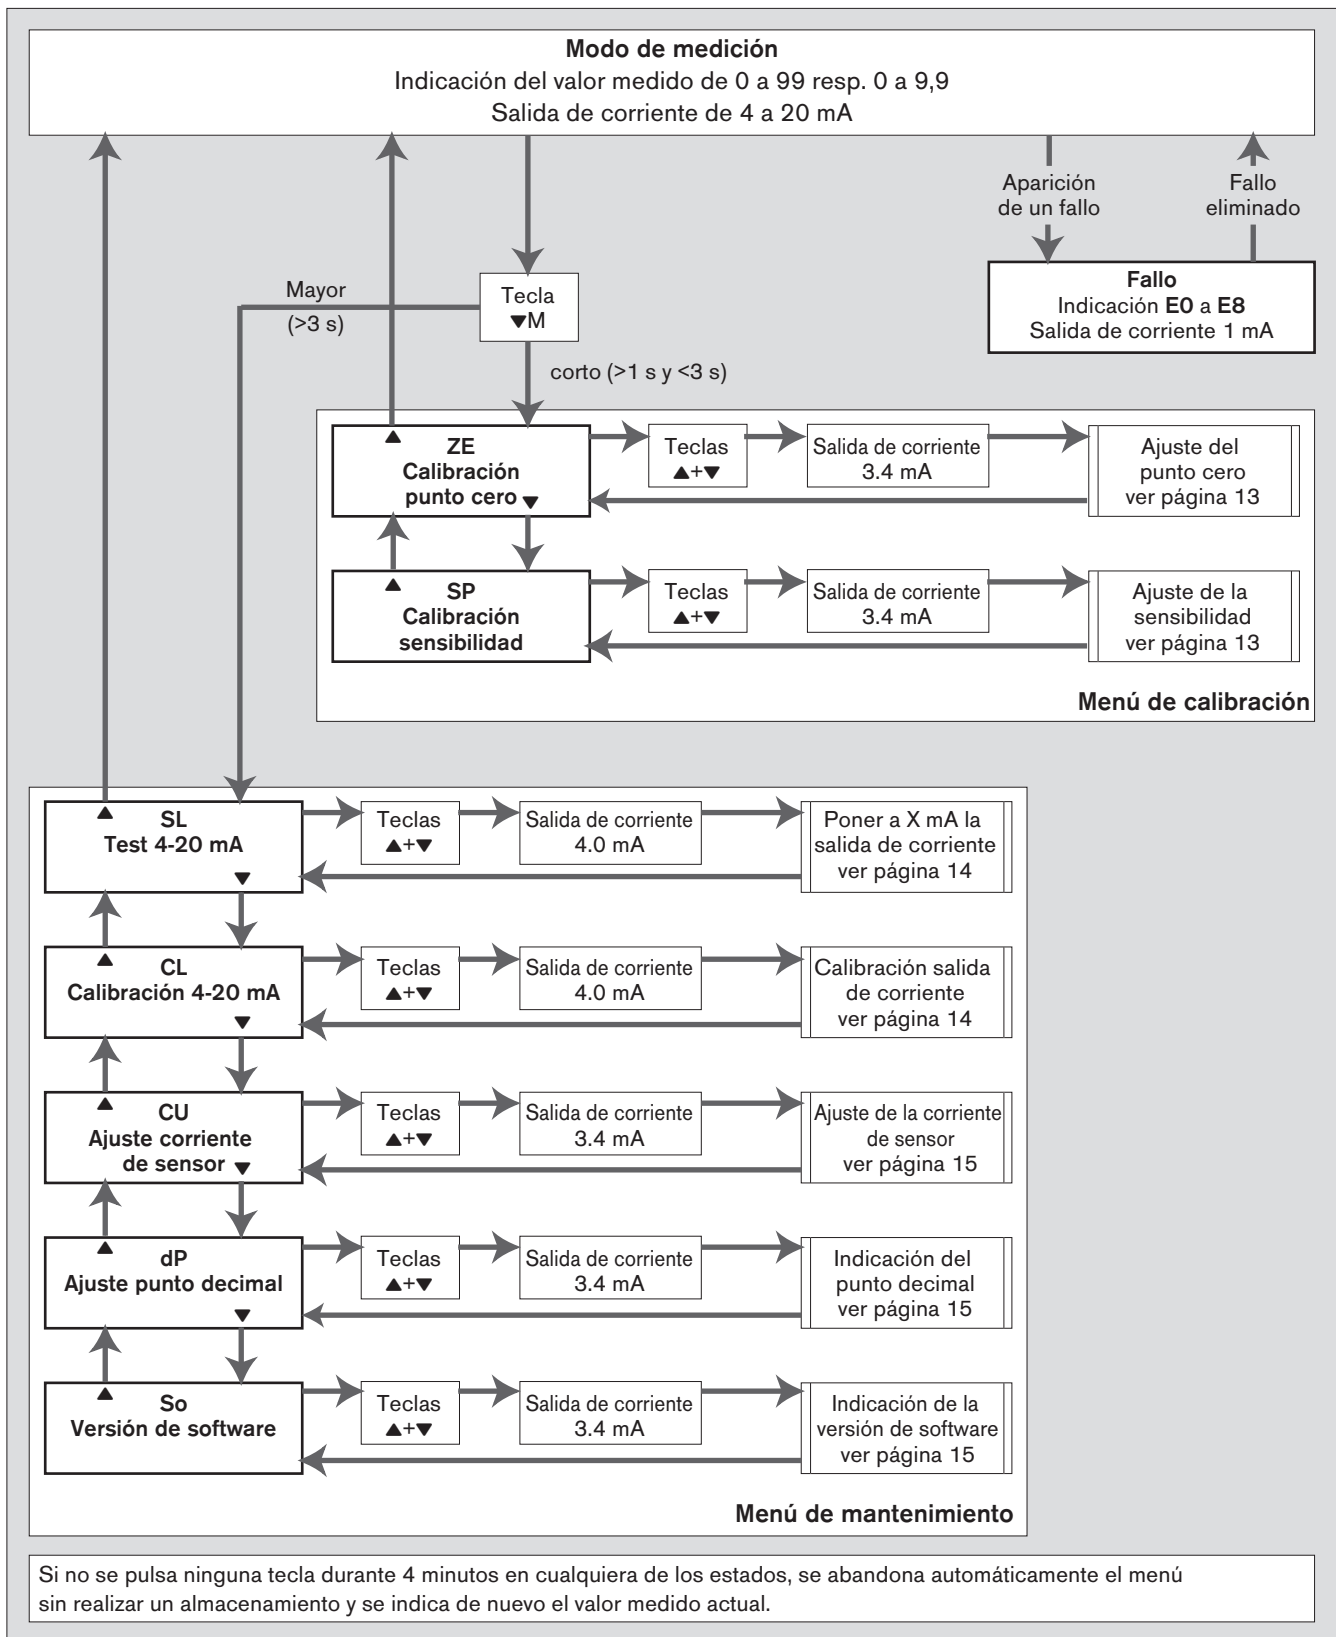 Modo de medición
Indicación del valor medido de 0 a 99 resp. 0 a 9,9
Salida de corriente de 4 a 20 mA
Aparición
de un fallo
Fallo
eliminado
Fallo
Indicación E0 a E8
Salida de corriente 1 mA
Mayor
(>3 s)
Tecla
▼M
corto (>1 s y <3 s)
▲ ZE
Calibración
punto cero ▼
Teclas
▲+▼
Salida de corriente
3.4 mA
Ajuste del
punto cero
ver página 13
▲ SP
Calibración
sensibilidad
Teclas
▲+▼
Salida de corriente
3.4 mA
Ajuste de la
sensibilidad
ver página 13
Menú de calibración
▲ SL
Test 4-20 mA
▼
Teclas
▲+▼
Salida de corriente
4.0 mA
Poner a X mA la
salida de corriente
ver página 14
▲ CL
Calibración 4-20 mA
▼
Teclas
▲+▼
Salida de corriente
4.0 mA
Calibración salida
de corriente
ver página 14
▲ CU
Ajuste corriente
de sensor ▼
Teclas
▲+▼
Salida de corriente
3.4 mA
Ajuste de la corriente
de sensor
ver página 15
▲ dP
Ajuste punto decimal
▼
Teclas
▲+▼
Salida de corriente
3.4 mA
Indicación del
punto decimal
ver página 15
▲ So
Versión de software
Teclas
▲+▼
Salida de corriente
3.4 mA
Indicación de la
versión de software
ver página 15
Menú de mantenimiento
Si no se pulsa ninguna tecla durante 4 minutos en cualquiera de los estados, se abandona automáticamente el menú
sin realizar un almacenamiento y se indica de nuevo el valor medido actual.